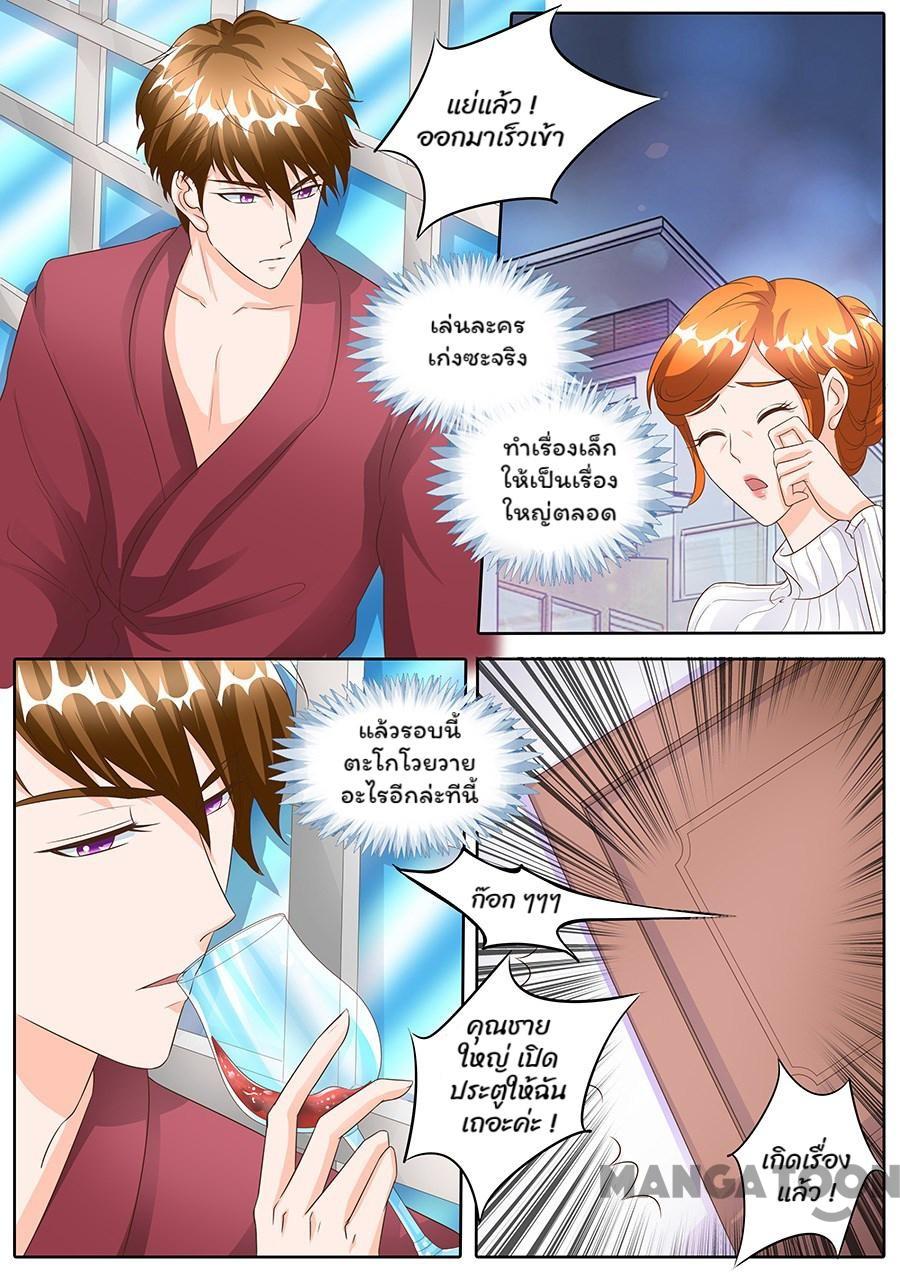 แย่แล้ว !
ออกมาเร็วเข้า
เล่นละคร
เก่งซะจริง
ทำเรื่องเล็ก
ให้เป็นเรื่อง
ใหญ่ตลอด
แล้วรอบนี้
ตะโกโวยวาย
อะไรอีกล่ะทีนี้
ก๊อก ๆๆๆ
คุณชาย
ใหญ่ เปิด
ประตูให้ฉัน
เถอะค่ะ !
เกิดเรื่อง
แล้ว !
MANGATOON